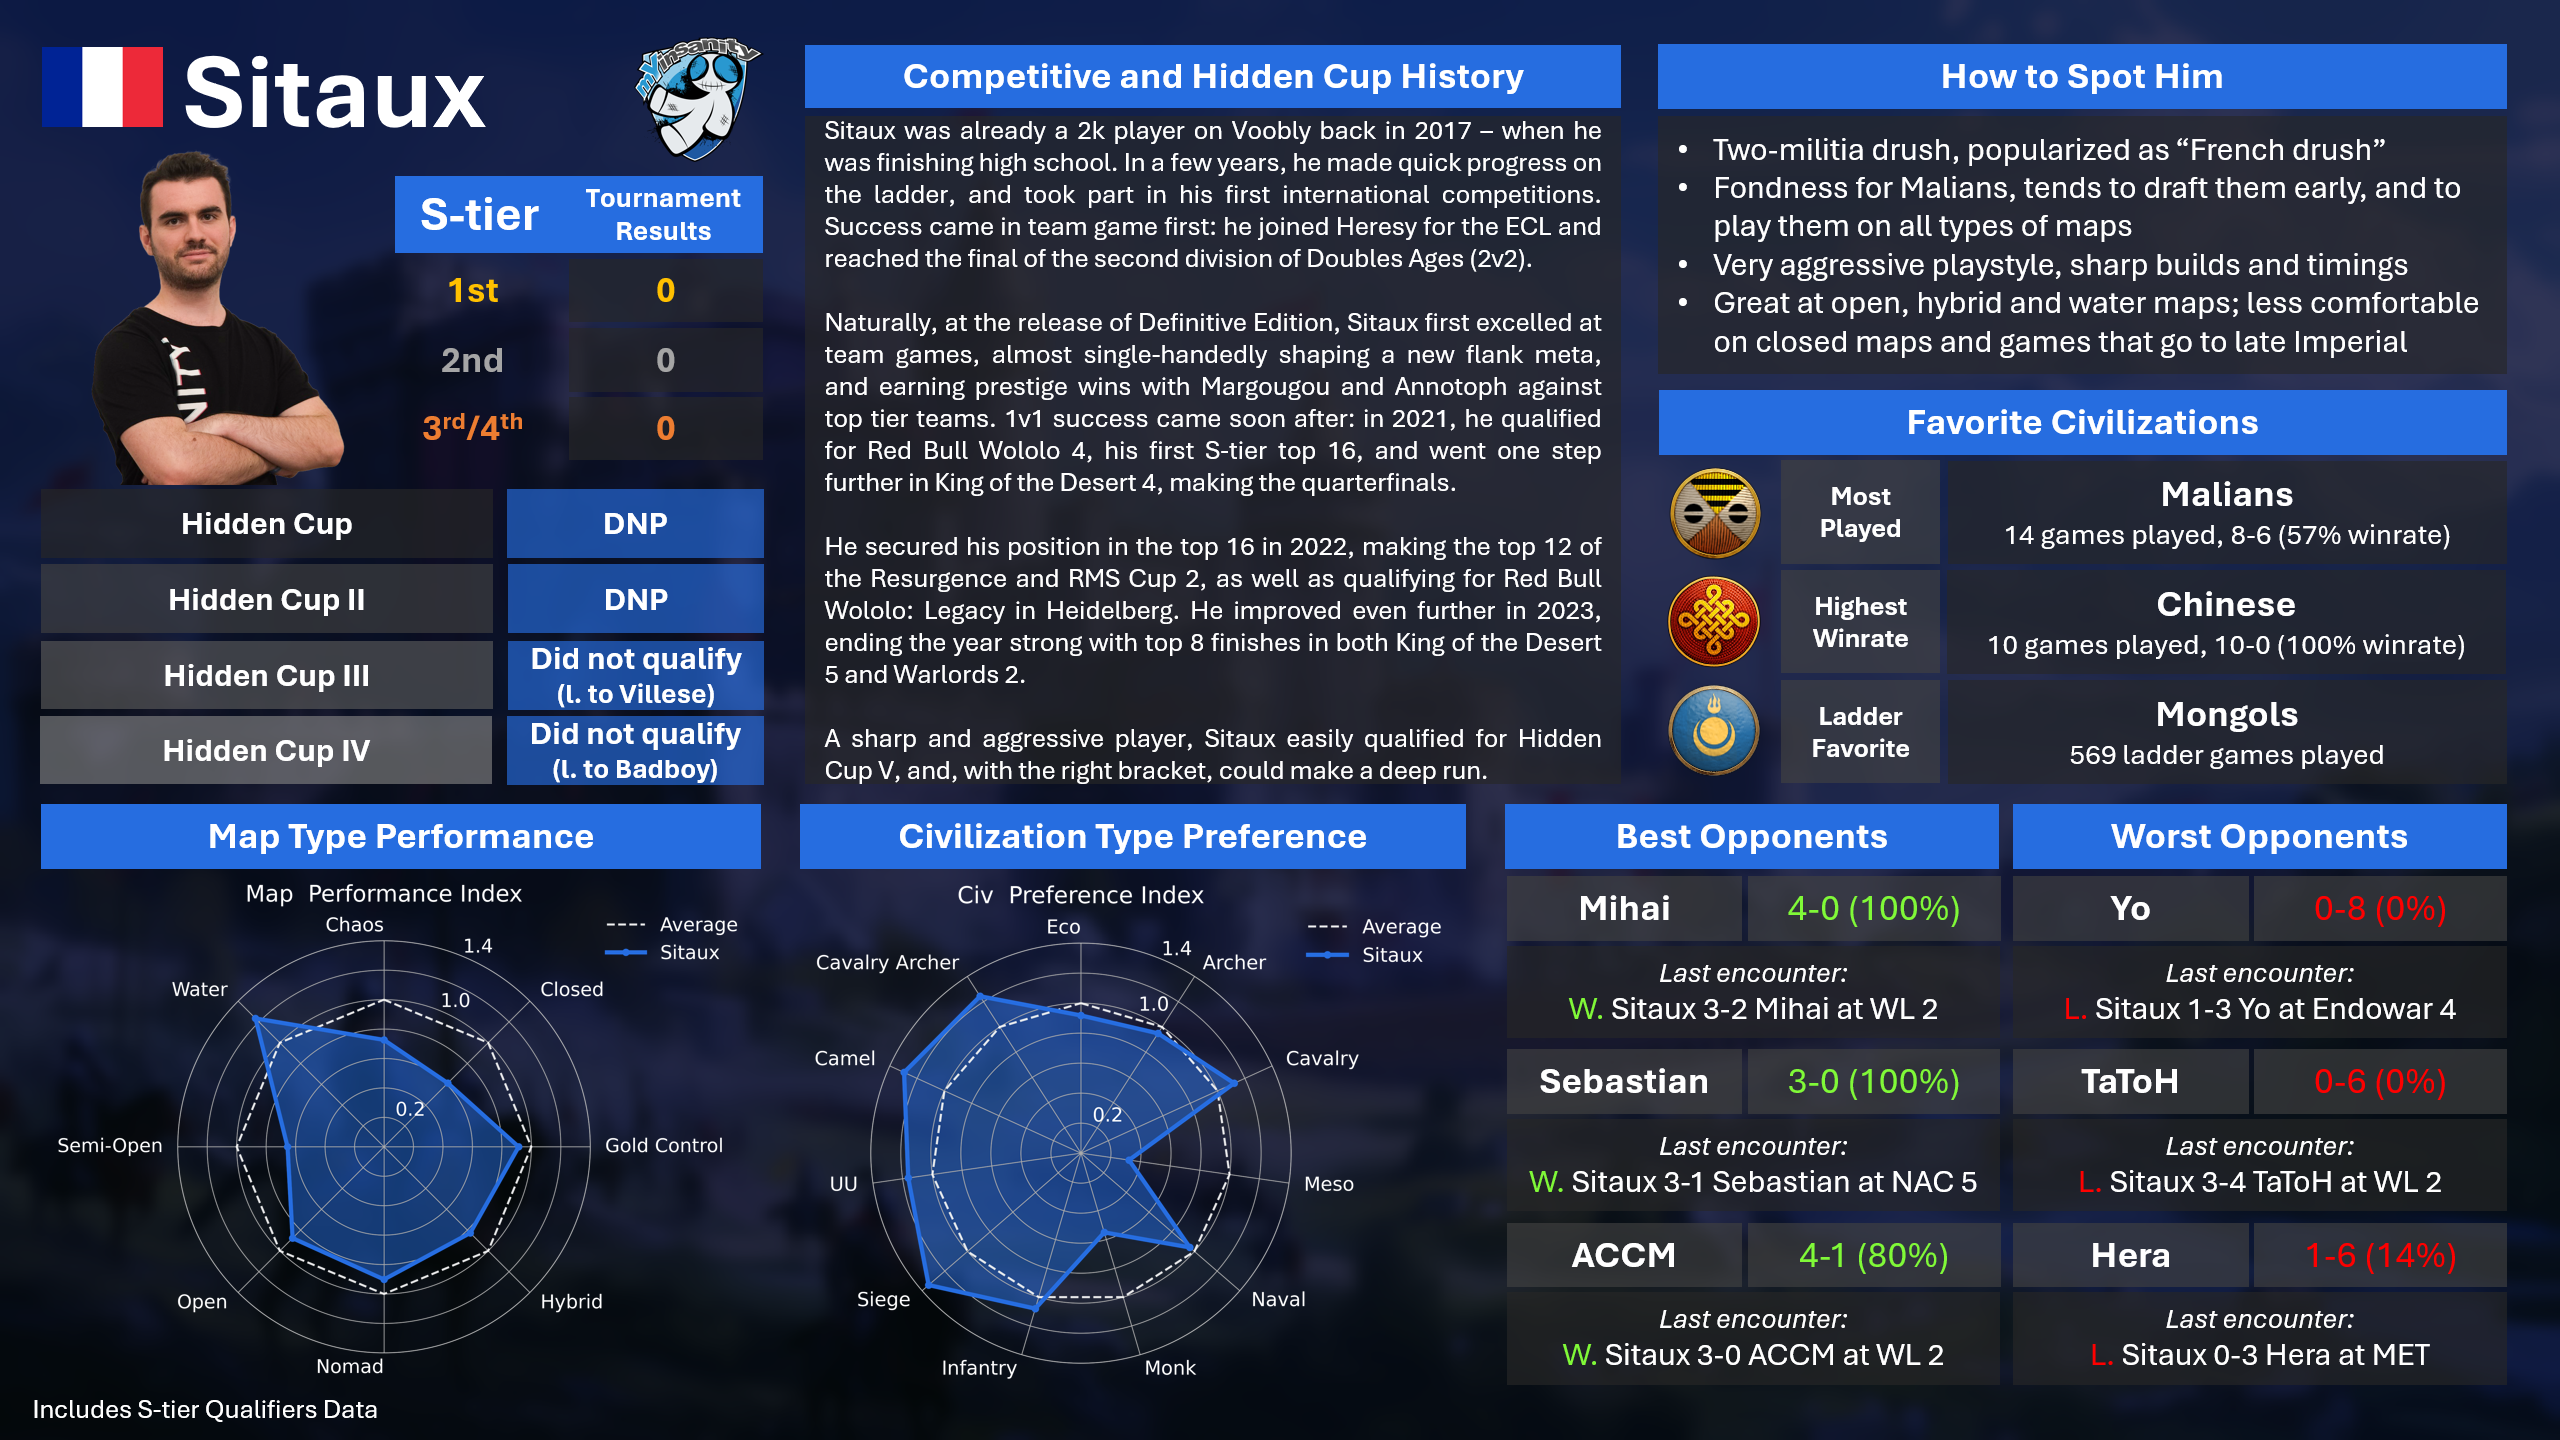 Sitaux
mYinsanity
S-tier
Tournament
Results
1st
0
2nd
0
3rd/4th
0
Hidden Cup
DNP
Hidden Cup II
DNP
Hidden Cup III
Did not qualify
(l. to Villese)
Hidden Cup IV
Did not qualify
(l. to Badboy)
Competitive and Hidden Cup History
Sitaux was already a 2k player on Voobly back in 2017 – when he
was finishing high school. In a few years, he made quick progress on
the ladder, and took part in his first international competitions.
Success came in team game first: he joined Heresy for the ECL and
reached the final of the second division of Doubles Ages (2v2).
Naturally, at the release of Definitive Edition, Sitaux first excelled at
team games, almost single-handedly shaping a new flank meta,
and earning prestige wins with Margougou and Annotoph against
top tier teams. 1v1 success came soon after: in 2021, he qualified
for Red Bull Wololo 4, his first S-tier top 16, and went one step
further in King of the Desert 4, making the quarterfinals.
He secured his position in the top 16 in 2022, making the top 12 of
the Resurgence and RMS Cup 2, as well as qualifying for Red Bull
Wololo: Legacy in Heidelberg. He improved even further in 2023,
ending the year strong with top 8 finishes in both King of the Desert
5 and Warlords 2.
A sharp and aggressive player, Sitaux easily qualified for Hidden
Cup V, and, with the right bracket, could make a deep run.
How to Spot Him
• Two-militia drush, popularized as “French drush”
• Fondness for Malians, tends to draft them early, and to
play them on all types of maps
• Very aggressive playstyle, sharp builds and timings
• Great at open, hybrid and water maps; less comfortable
on closed maps and games that go to late Imperial
Favorite Civilizations
Most
Played
Malians
14 games played, 8-6 (57% winrate)
Highest
Winrate
Chinese
10 games played, 10-0 (100% winrate)
Ladder
Favorite
Mongols
569 ladder games played
Map Type Performance
Map Performance Index
Average
Sitaux
Chaos
1.4
Water
Closed
1.0
0.2
Semi-Open
Gold Control
Open
Hybrid
Nomad
Civilization Type Preference
Civ Preference Index
Average
Sitaux
Eco
1.4
Cavalry Archer
Archer
1.0
Camel
Cavalry
0.2
UU
Meso
Siege
Naval
Infantry
Monk
Best Opponents
Mihai
4-0 (100%)
Last encounter:
W. Sitaux 3-2 Mihai at WL 2
Sebastian
3-0 (100%)
Last encounter:
W. Sitaux 3-1 Sebastian at NAC 5
ACCM
4-1 (80%)
Last encounter:
W. Sitaux 3-0 ACCM at WL 2
Worst Opponents
Yo
0-8 (0%)
Last encounter:
L. Sitaux 1-3 Yo at Endowar 4
TaToH
0-6 (0%)
Last encounter:
L. Sitaux 3-4 TaToH at WL 2
Hera
1-6 (14%)
Last encounter:
L. Sitaux 0-3 Hera at MET
Includes S-tier Qualifiers Data